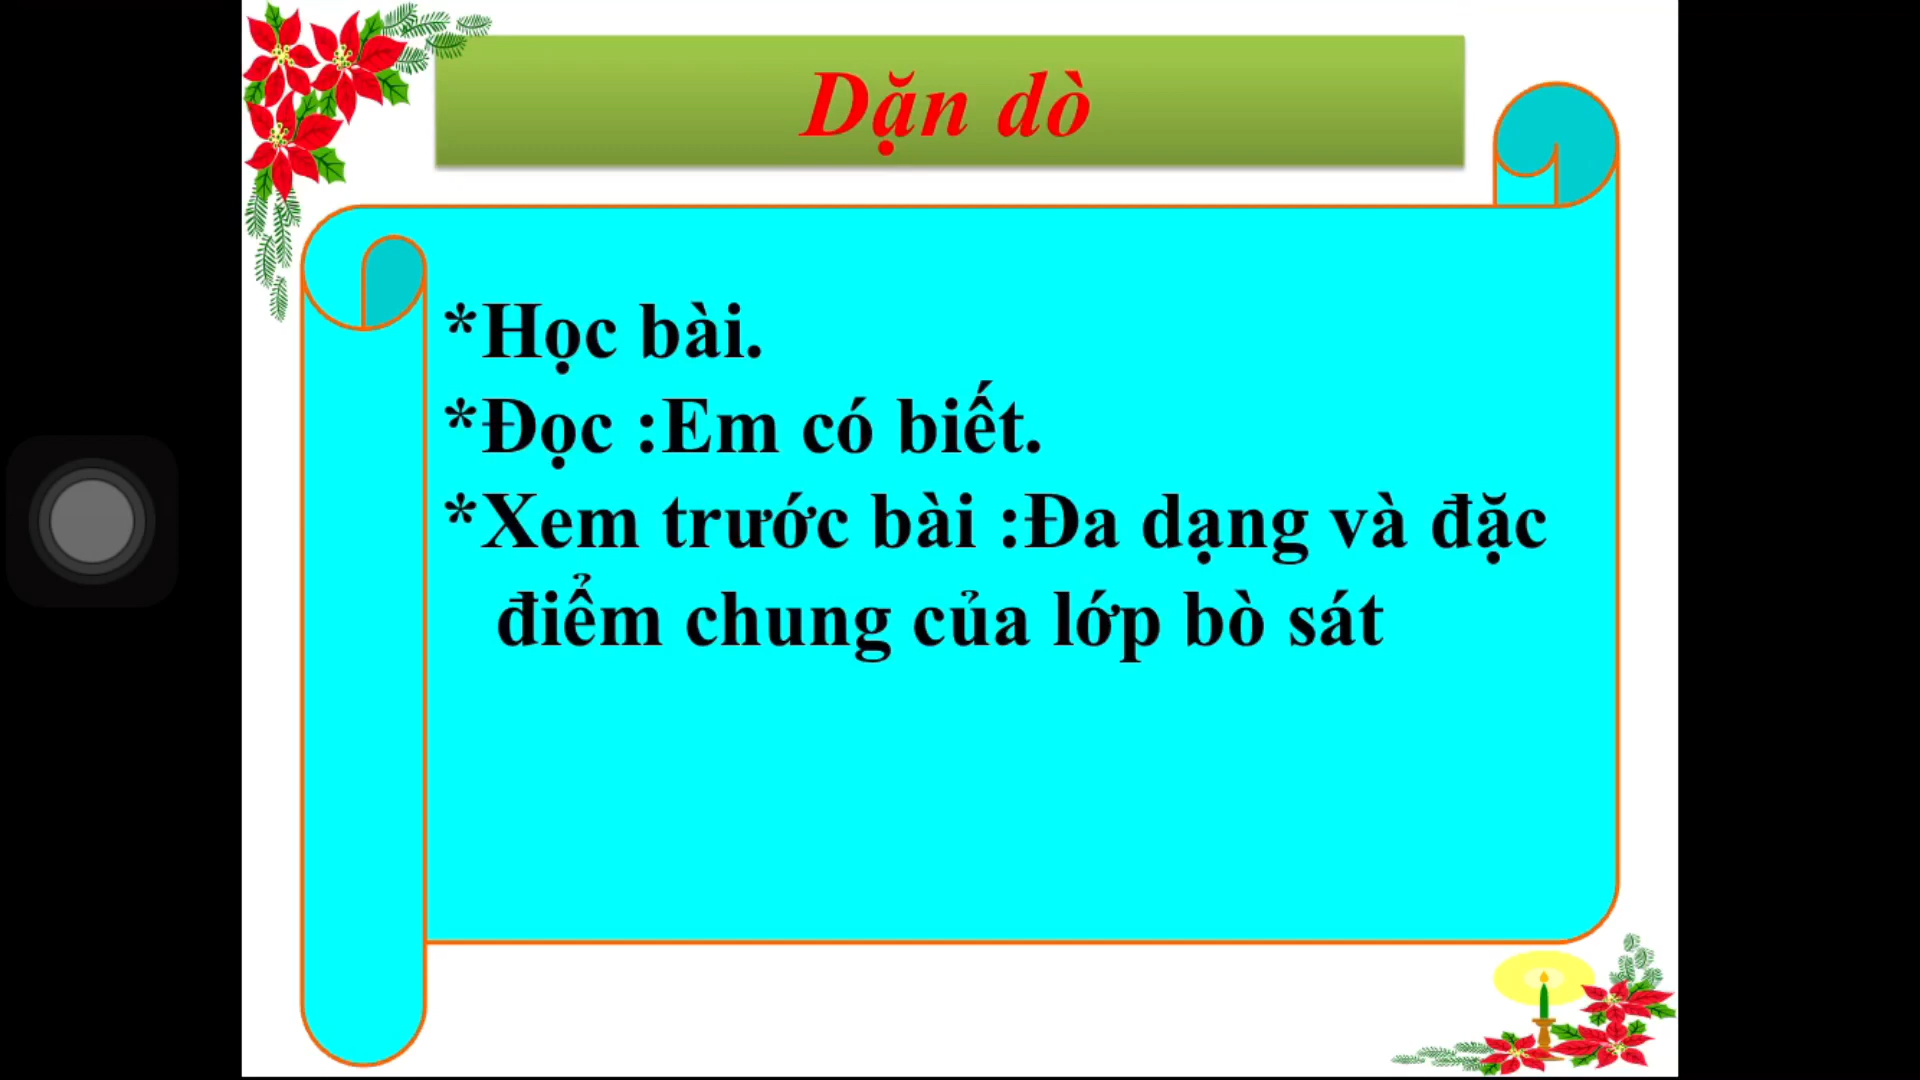 Dặn dò
*Học bài.
*Đọc :Em có biết.
*Xem trước bài :Đa dạng và đặc
điểm chung của lớp bò sát